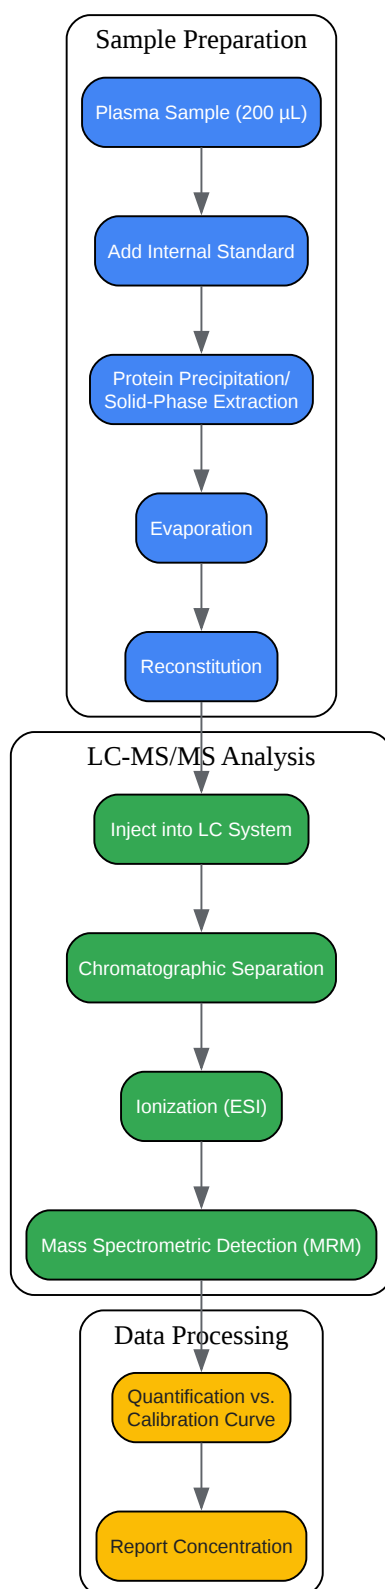 Sample Preparation
Plasma Sample (200 µL)
Add Internal Standard
Protein Precipitation/
Solid-Phase Extraction
Evaporation
Reconstitution
LC-MS/MS Analysis
Inject into LC System
Chromatographic Separation
Ionization (ESI)
Mass Spectrometric Detection (MRM)
Data Processing
Quantification vs.
Calibration Curve
Report Concentration